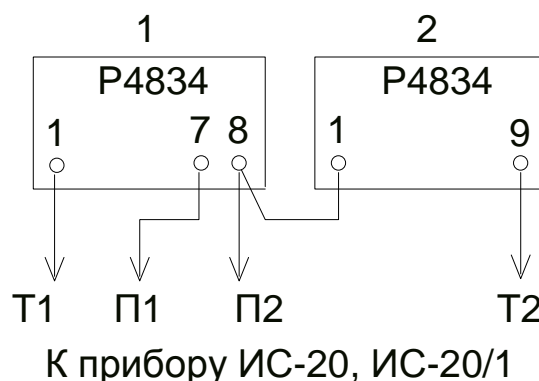 1 2
Р4834 Р4834
1 7 8 1 9
Т1 П1 П2 Т2
К прибору ИС-20, ИС-20/1